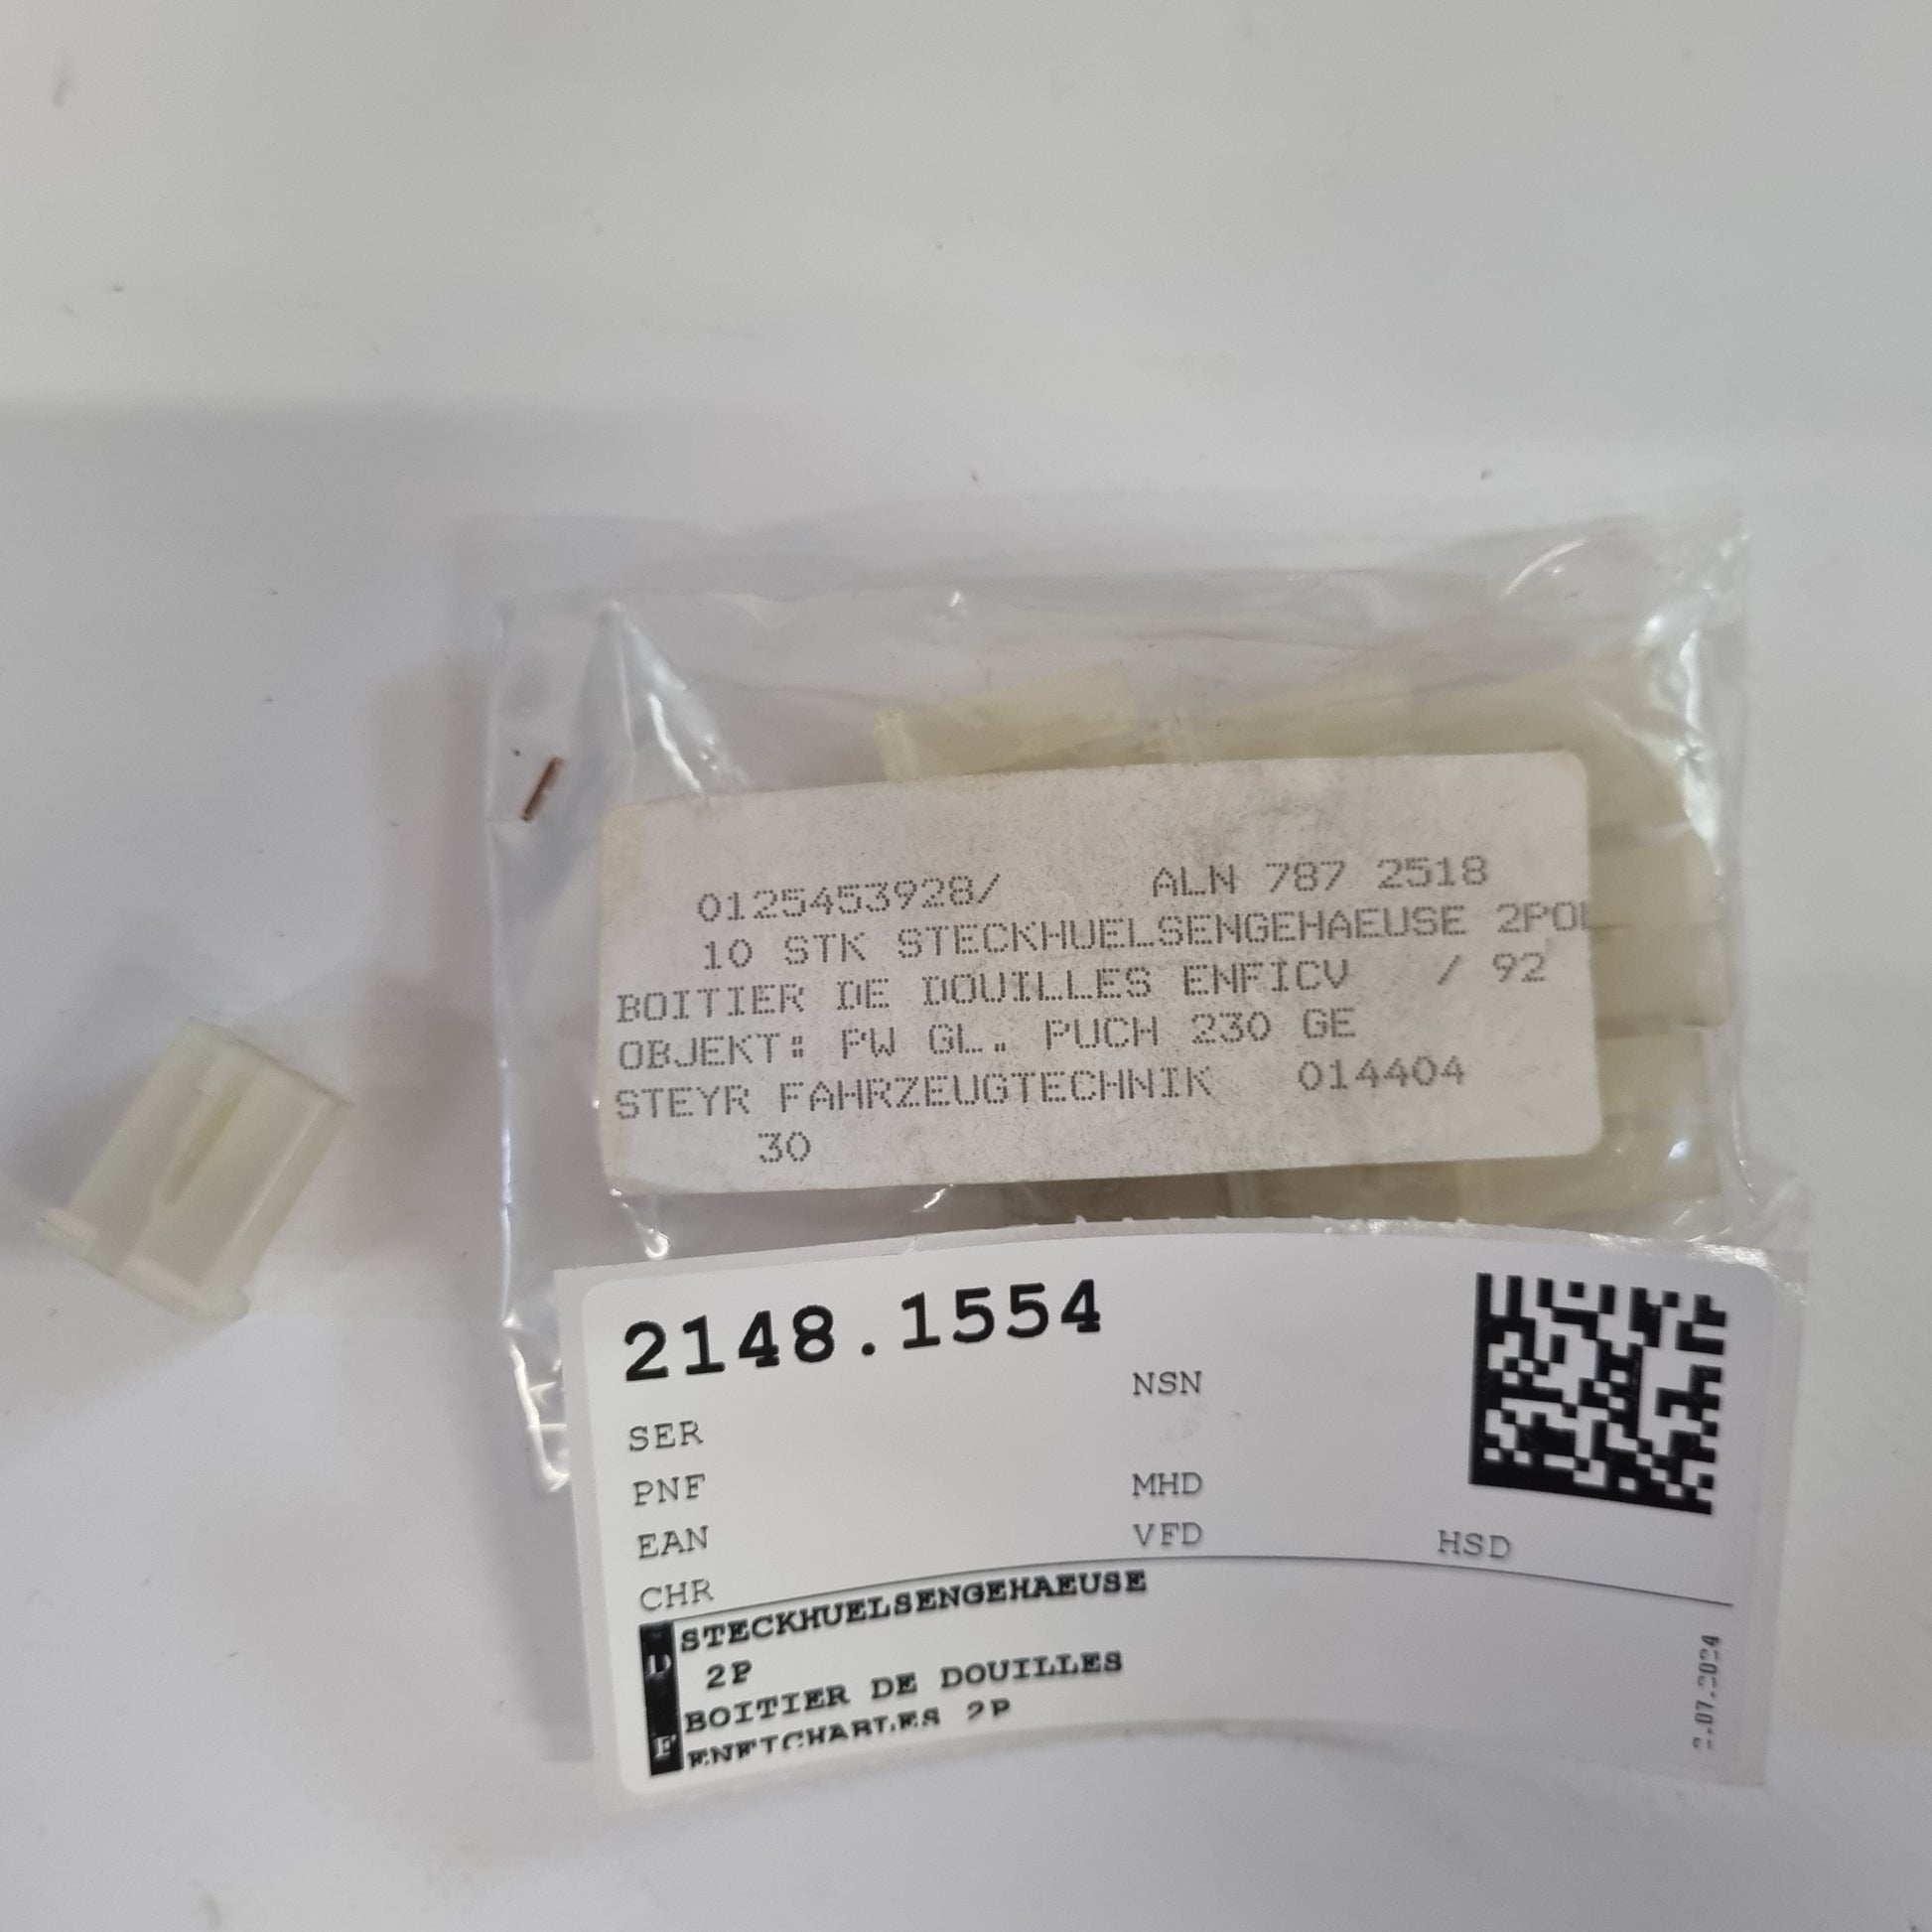 0125453928/ ALN 787 2518
10 STK STECKHUELSENGEHAEUSE 2POL
BOITIER DE DOUILLES ENFICV / 92
OBJEKT: PW GL. PUCH 230 GE
STEYR FAHRZEUGTECHNIK 014404
30
2148.1554
NSN
SER
PNF MHD
EAN VFD HSD
CHR
D STECKHUELSENGEHAEUSE
2P
BOITIER DE DOUILLES
F ENFICHABLES 2P